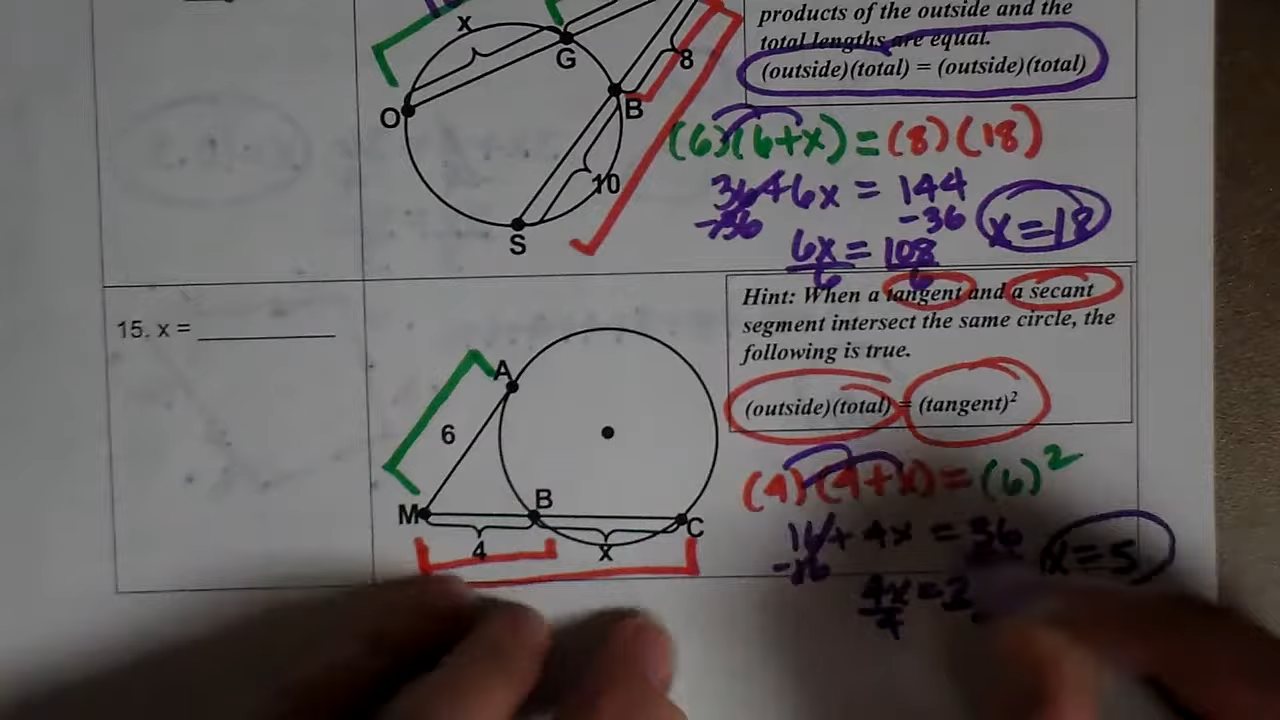 products of the outside and the
total lengths are equal.
(outside)(total) = (outside)(total)
x
G
O
8
B
10
S
(6)(6+x) = (8)(18)
36+6x = 144
-36 -36
6x = 108
6 6
x=18
15. x =
Hint: When a tangent and a secant
segment intersect the same circle, the
following is true.
(outside)(total) = (tangent)²
A
6
M
B
C
4
x
(4)(4+x) = (6)²
16+4x = 36
-16
4x = 2
4
x=5